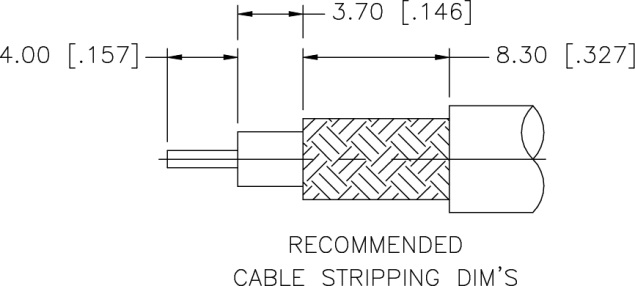 3.70 [.146]
4.00 [.157]
8.30 [.327]
RECOMMENDED
CABLE STRIPPING DIM'S